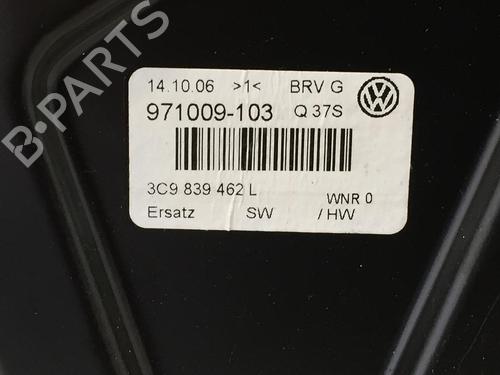 B-PARTS
14.10.06 >1< BRV G
971009-103 Q 37S
3C9 839 462 L WNR 0
Ersatz SW / HW